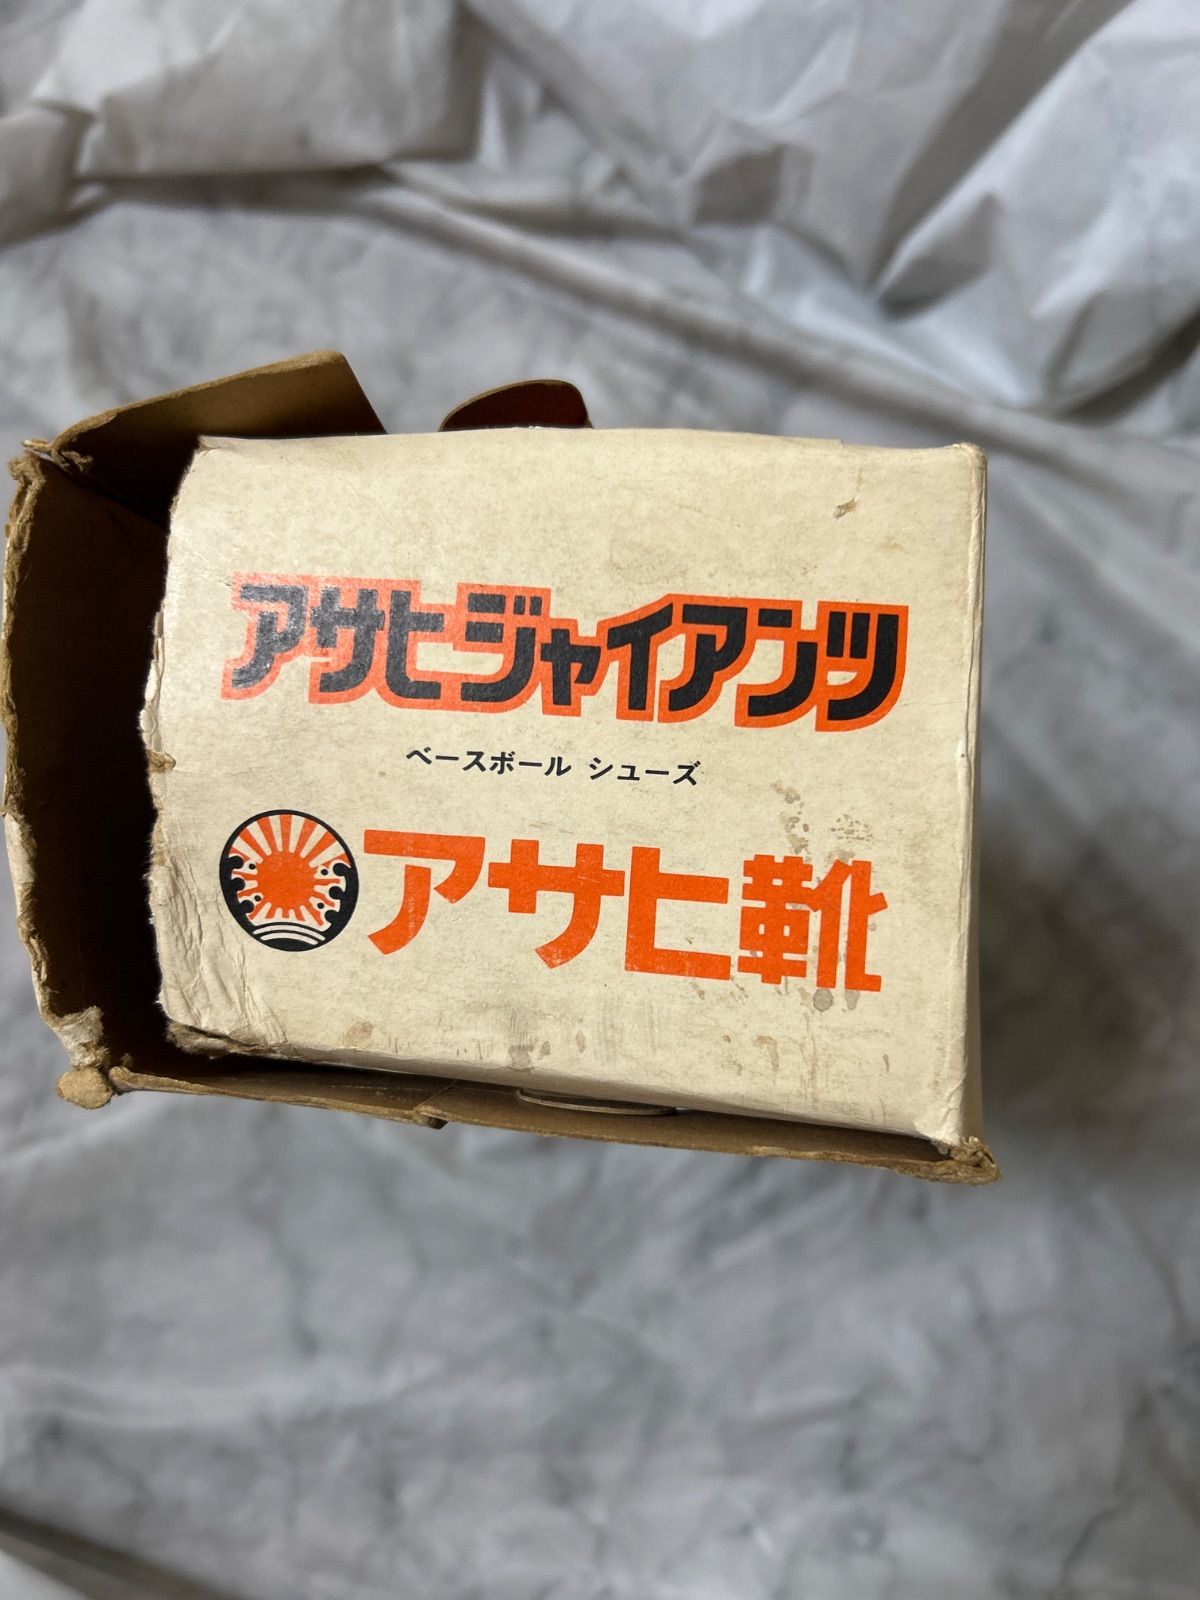 アサヒジャイアンツ
ベースボール シューズ
アサヒ靴